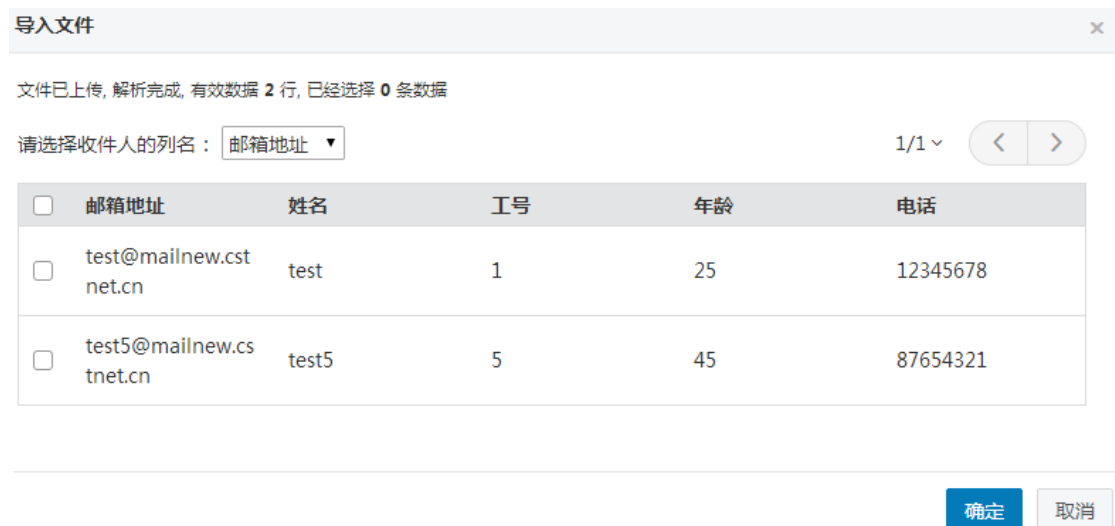 导入文件
文件已上传, 解析完成, 有效数据 2 行, 已经选择 0 条数据
请选择收件人的列名： 邮箱地址 1/1
邮箱地址 姓名 工号 年龄 电话
test@mailnew.cst
net.cn test 1 25 12345678
test5@mailnew.cs
tnet.cn test5 5 45 87654321
确定 取消